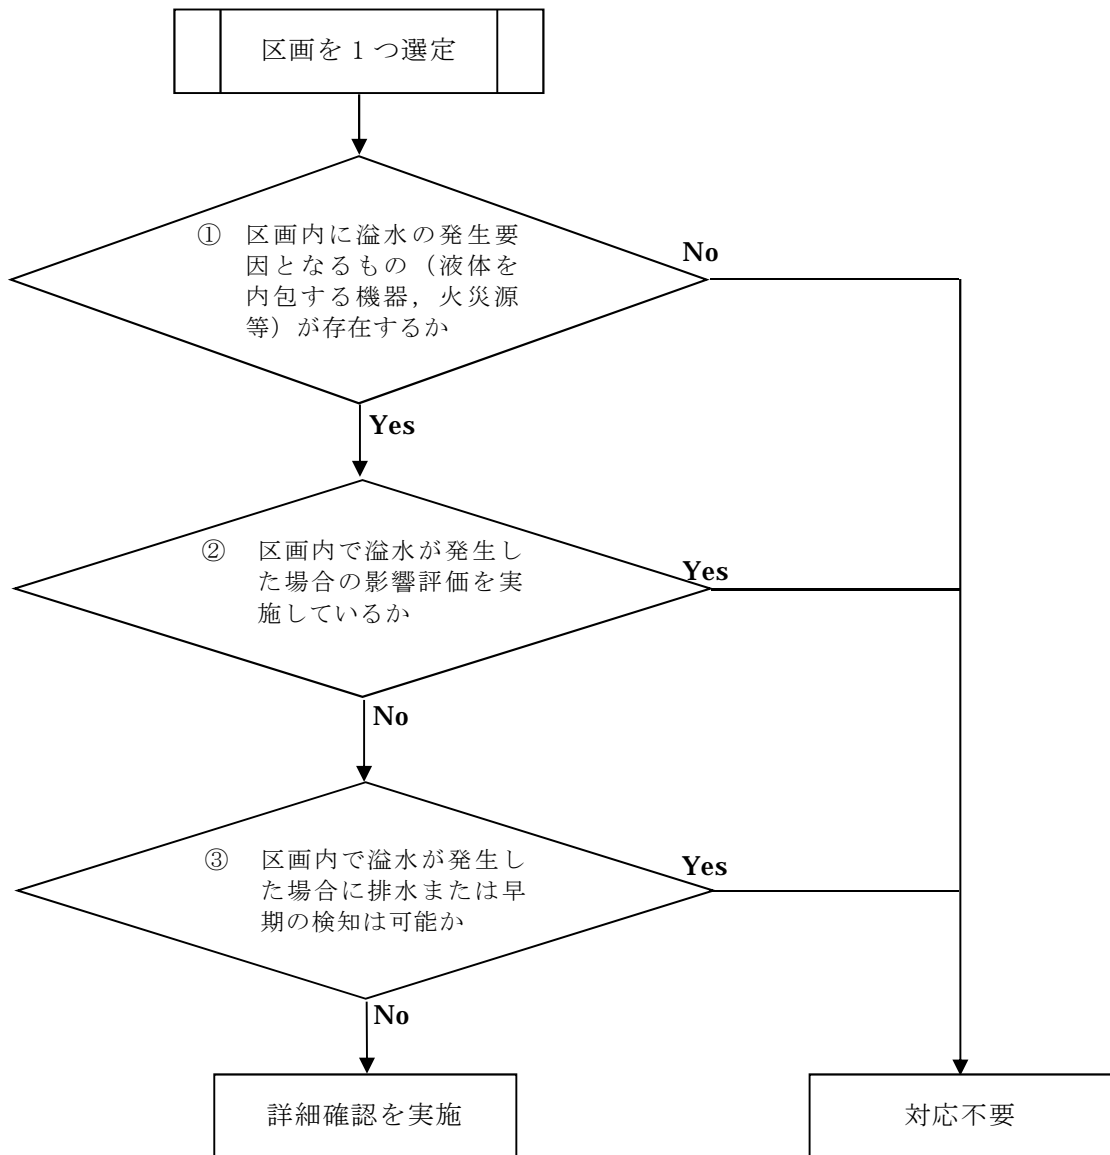 区画を1つ選定
① 区画内に溢水の発生要
因となるもの（液体を
内包する機器，火災源
等）が存在するか
No
Yes
② 区画内で溢水が発生し
た場合の影響評価を実
施しているか
Yes
No
③ 区画内で溢水が発生し
た場合に排水または早
期の検知は可能か
Yes
No
詳細確認を実施
対応不要